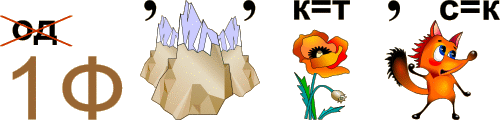 од , , к=т , с=к
1Ф